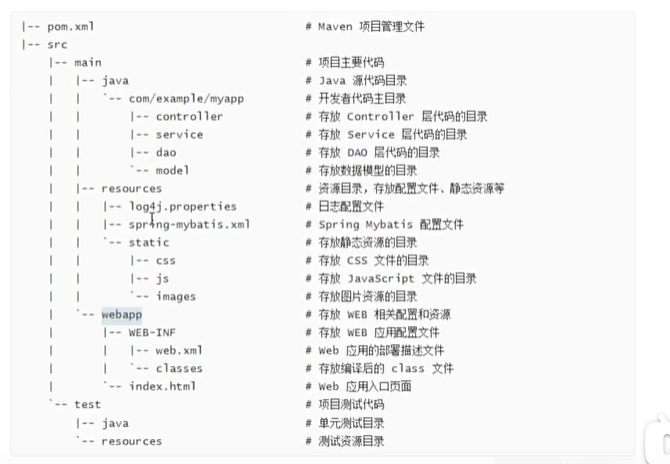 |-- pom.xml # Maven 项目管理文件
|-- src
|-- main # 项目主要代码
| |-- java # Java 源代码目录
| | `-- com/example/myapp # 开发者代码主目录
| | |-- controller # 存放 Controller 层代码的目录
| | |-- service # 存放 Service 层代码的目录
| | |-- dao # 存放 DAO 层代码的目录
| | `-- model # 存放数据模型的目录
| |-- resources # 资源目录，存放配置文件、静态资源等
| | |-- log4j.properties # 日志配置文件
| | |-- spring-mybatis.xml # Spring Mybatis 配置文件
| | `-- static # 存放静态资源的目录
| | |-- css # 存放 CSS 文件的目录
| | |-- js # 存放 JavaScript 文件的目录
| | `-- images # 存放图片资源的目录
| `-- webapp # 存放 WEB 相关配置和资源
| |-- WEB-INF # 存放 WEB 应用配置文件
| | |-- web.xml # Web 应用的部署描述文件
| | `-- classes # 存放编译后的 class 文件
| `-- index.html # Web 应用入口页面
`-- test # 项目测试代码
|-- java # 单元测试目录
`-- resources # 测试资源目录